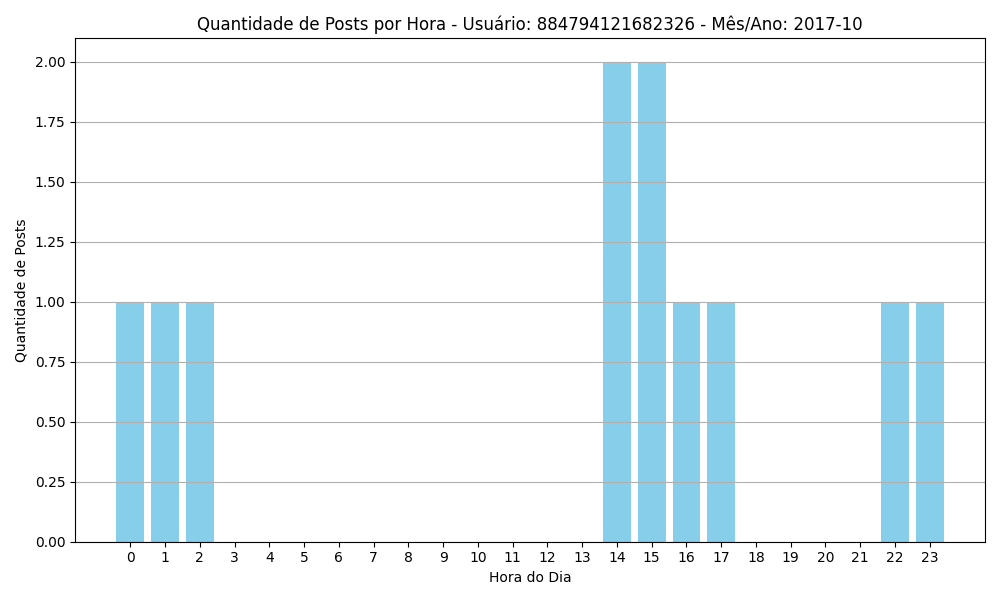 Quantidade de Posts por Hora - Usuário: 884794121682326 - Mês/Ano: 2017-10
Quantidade de Posts
2.00
1.75
1.50
1.25
1.00
0.75
0.50
0.25
0.00
0 1 2 3 4 5 6 7 8 9 10 11 12 13 14 15 16 17 18 19 20 21 22 23
Hora do Dia